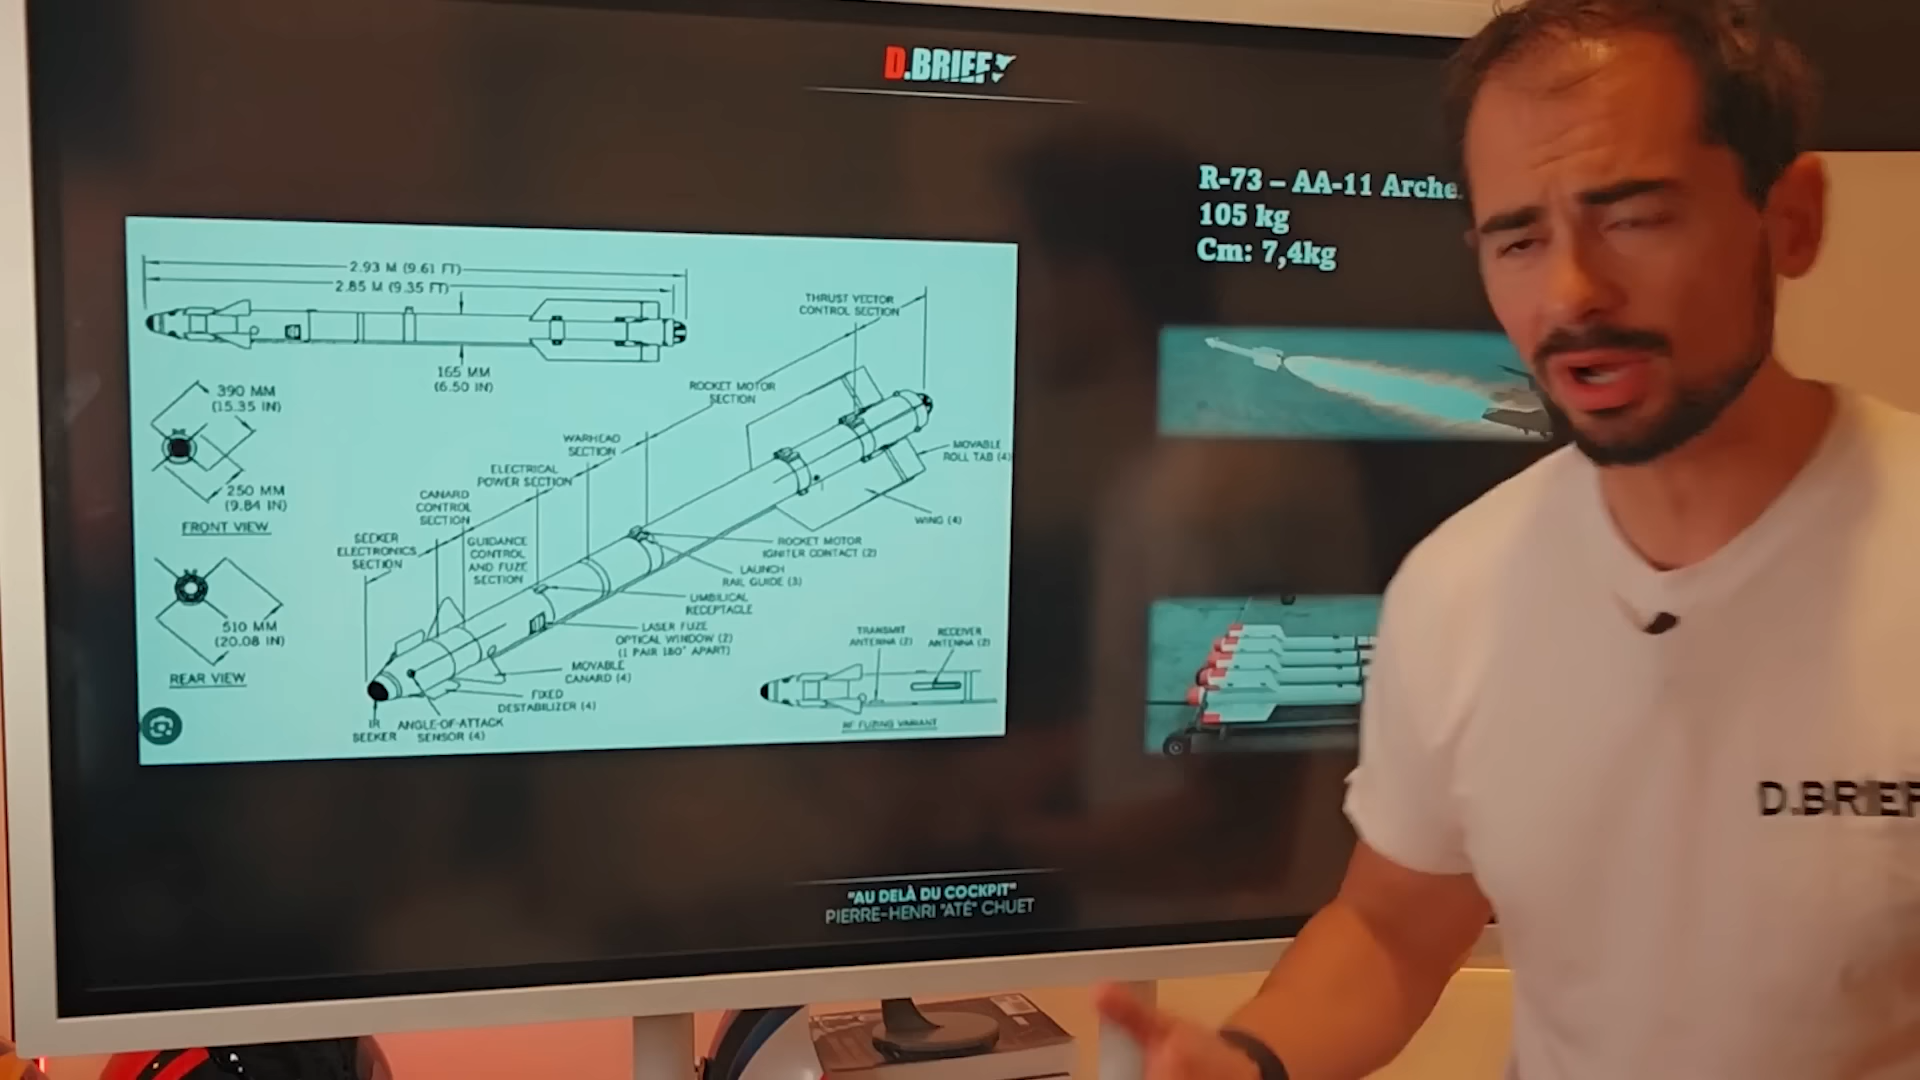 D.BRIEF
R-73 – AA-11 Arche
105 kg
Cm: 7,4kg
2.93 M (9.61 FT)
2.85 M (9.35 FT)
165 MM
(6.50 IN)
390 MM
(15.35 IN)
250 MM
(9.84 IN)
FRONT VIEW
510 MM
(20.08 IN)
REAR VIEW
THRUST VECTOR
CONTROL SECTION
ROCKET MOTOR
SECTION
WARHEAD
SECTION
ELECTRICAL
POWER SECTION
CANARD
CONTROL
SECTION
SEEKER
ELECTRONICS
SECTION
GUIDANCE
CONTROL
AND FUZE
SECTION
MOVABLE
ROLL TAB (4)
WING (4)
ROCKET MOTOR
IGNITER CONTACT (2)
LAUNCH
RAIL GUIDE (3)
UMBILICAL
RECEPTACLE
LASER FUZE
OPTICAL WINDOW (2)
(1 PAIR 180° APART)
MOVABLE
CANARD (4)
FIXED
DESTABILIZER (4)
IR
SEEKER
ANGLE-OF-ATTACK
SENSOR (4)
TRANSMIT
ANTENNA (2)
RECEIVER
ANTENNA (2)
RF FUZING VARIANT
"AU DELÀ DU COCKPIT"
PIERRE-HENRI "ATÉ" CHUET
D.BRIEF